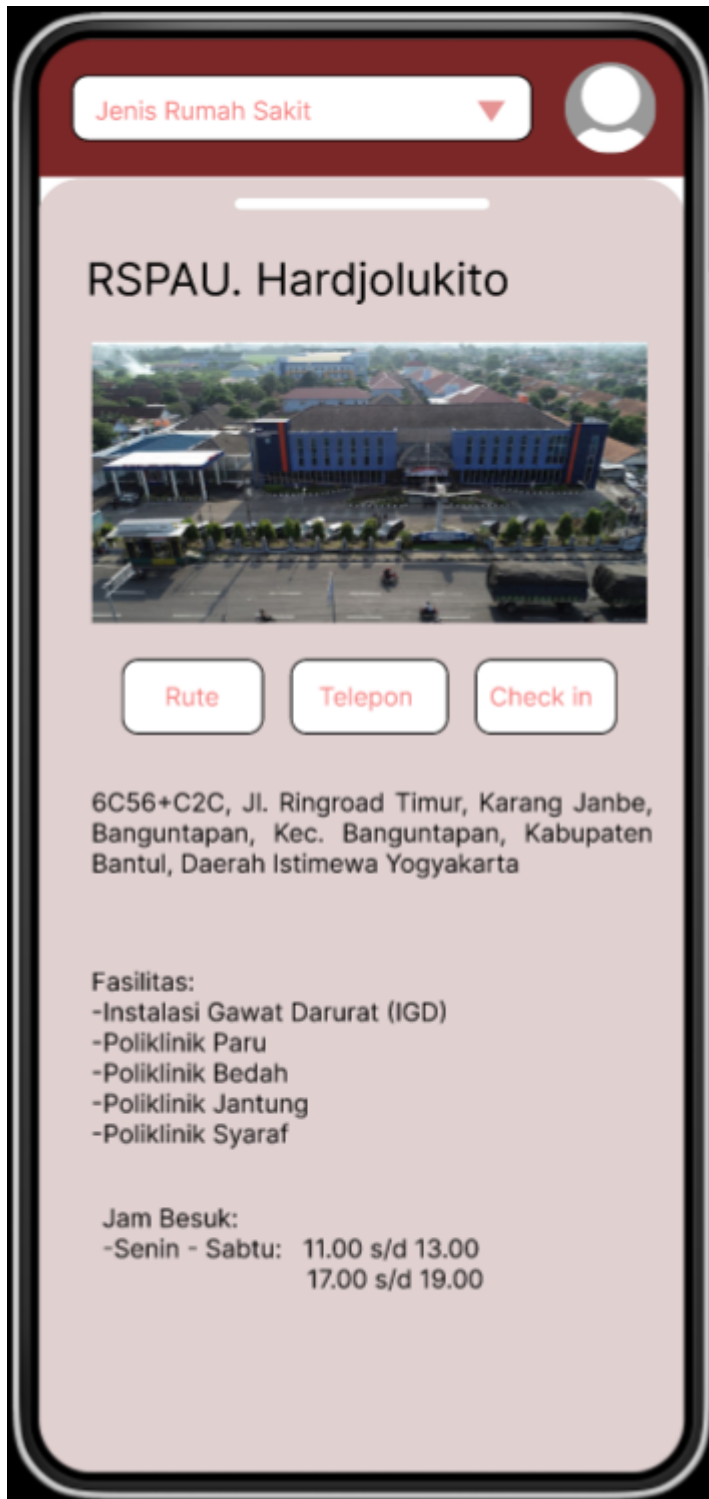 Jenis Rumah Sakit
RSPAU. Hardjolukito
Rute
Telepon
Check in
6C56+C2C, Jl. Ringroad Timur, Karang Janbe,
Banguntapan, Kec. Banguntapan, Kabupaten
Bantul, Daerah Istimewa Yogyakarta
Fasilitas:
-Instalasi Gawat Darurat (IGD)
-Poliklinik Paru
-Poliklinik Bedah
-Poliklinik Jantung
-Poliklinik Syaraf
Jam Besuk:
-Senin - Sabtu: 11.00 s/d 13.00
17.00 s/d 19.00